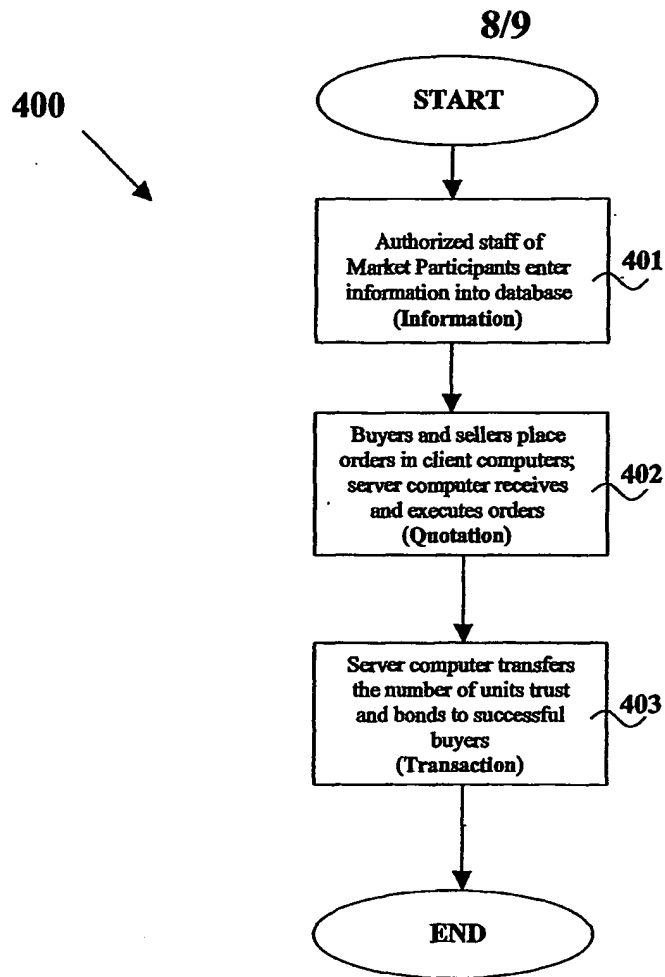 8/9
400
START
Authorized staff of
Market Participants enter
information into database
(Information)
401
Buyers and sellers place
orders in client computers;
server computer receives
and executes orders
(Quotation)
402
Server computer transfers
the number of units trust
and bonds to successful
buyers
(Transaction)
403
END